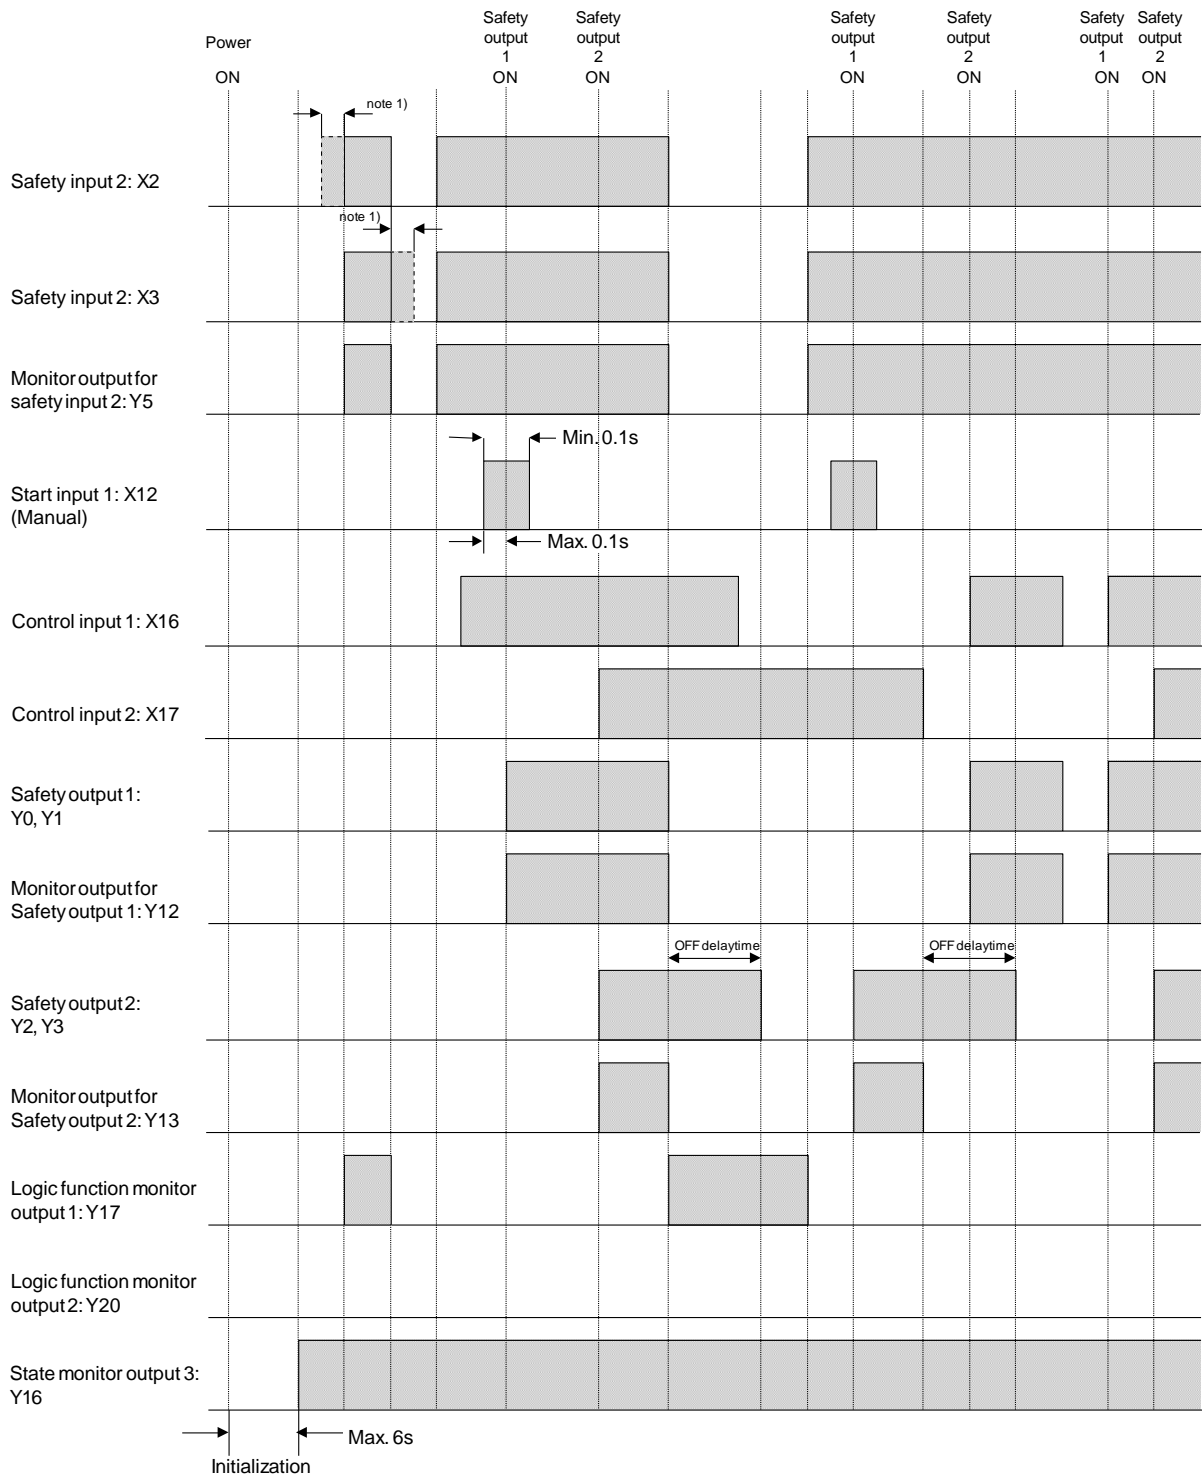 Power
ON
Safety
output
1
ON
Safety
output
2
ON
Safety
output
1
ON
Safety
output
2
ON
Safety
output
1
ON
Safety
output
2
ON
note 1)
Safety input 2: X2
note 1)
Safety input 2: X3
Monitor output for
safety input 2: Y5
Min. 0.1s
Start input 1: X12
(Manual)
Max. 0.1s
Control input 1: X16
Control input 2: X17
Safety output 1:
Y0, Y1
Monitor output for
Safety output 1: Y12
OFF delay time
OFF delay time
Safety output 2:
Y2, Y3
Monitor output for
Safety output 2: Y13
Logic function monitor
output 1: Y17
Logic function monitor
output 2: Y20
State monitor output 3:
Y16
Max. 6s
Initialization